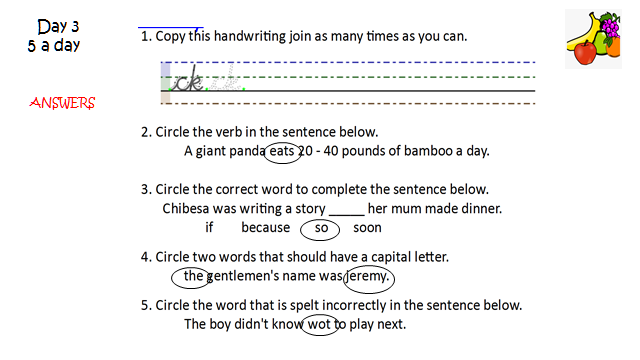 Day 3
5 a day
ANSWERS
1. Copy this handwriting join as many times as you can.
ck
2. Circle the verb in the sentence below.
A giant panda eats 20 - 40 pounds of bamboo a day.
3. Circle the correct word to complete the sentence below.
Chibesa was writing a story _____ her mum made dinner.
if because so soon
4. Circle two words that should have a capital letter.
the gentlemen's name was jeremy.
5. Circle the word that is spelt incorrectly in the sentence below.
The boy didn't know wot to play next.